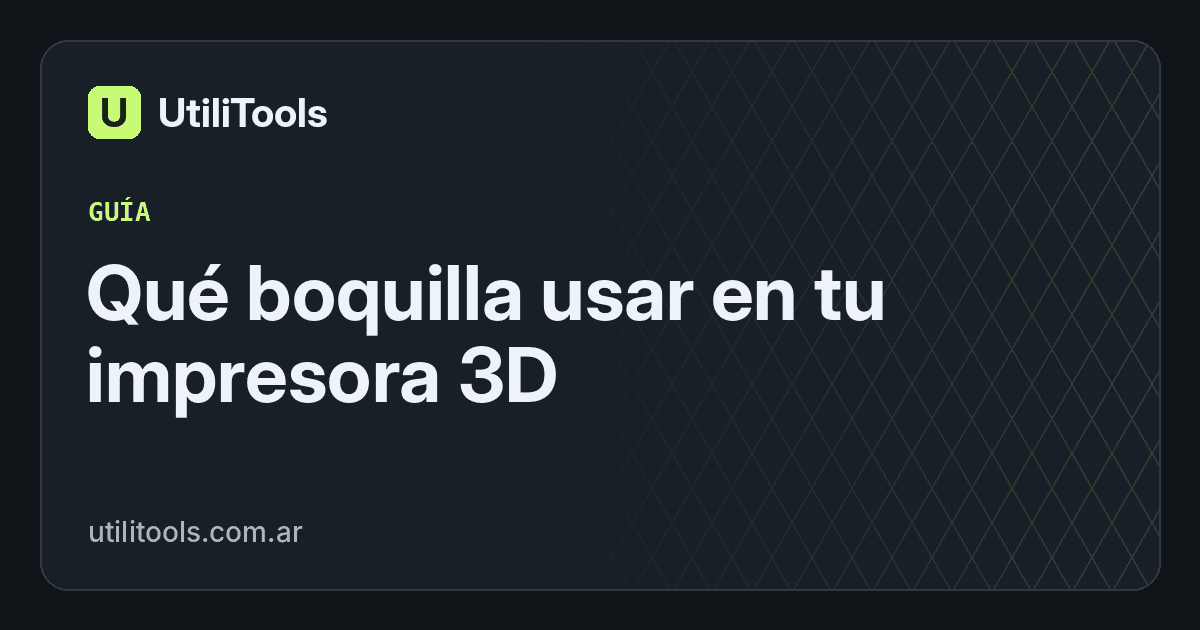 U UtiliTools
GUÍA
Qué boquilla usar en tu
impresora 3D
utilitools.com.ar